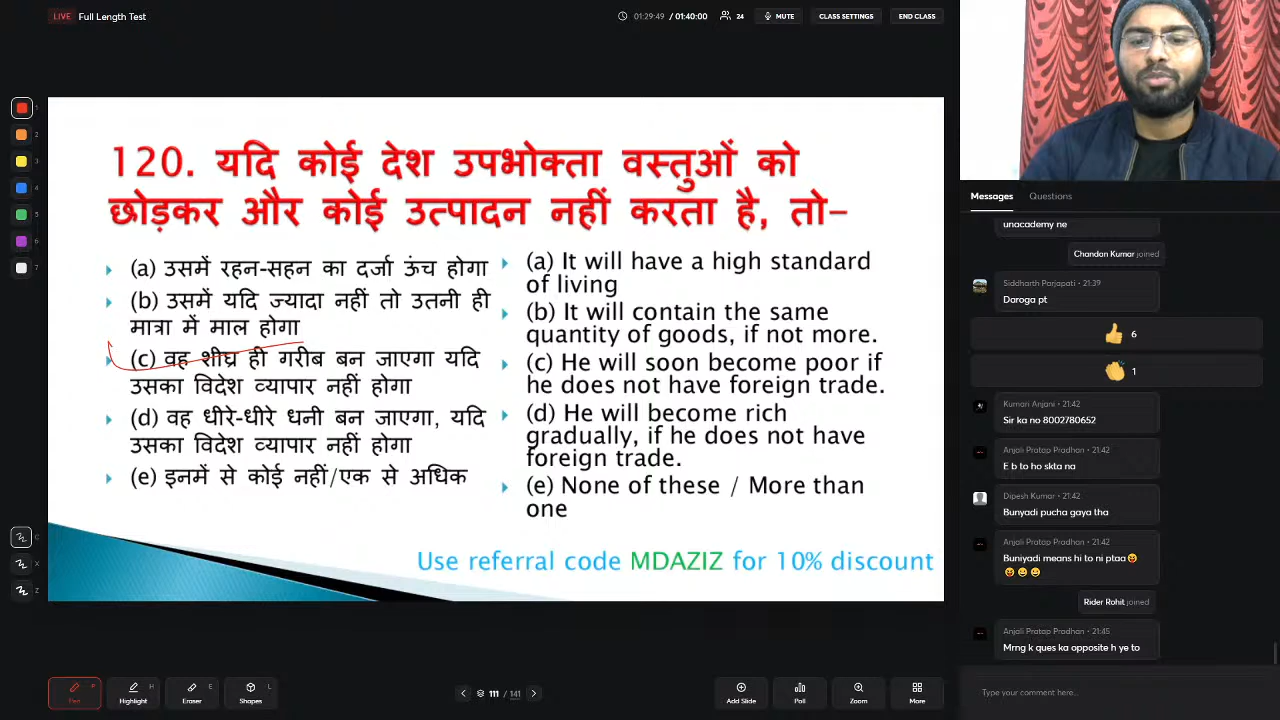 LIVE Full Length Test
01:29:49 / 01:40:00 24 MUTE CLASS SETTINGS END CLASS
1
2
3
4
5
6
7
120. यदि कोई देश उपभोक्ता वस्तुओं को
छोड़कर और कोई उत्पादन नहीं करता है, तो–
(a) उसमें रहन-सहन का दर्जा ऊंच होगा
(b) उसमें यदि ज्यादा नहीं तो उतनी ही
मात्रा में माल होगा
(c) वह शीघ्र ही गरीब बन जाएगा यदि
उसका विदेश व्यापार नहीं होगा
(d) वह धीरे-धीरे धनी बन जाएगा, यदि
उसका विदेश व्यापार नहीं होगा
(e) इनमें से कोई नहीं/एक से अधिक
(a) It will have a high standard
of living
(b) It will contain the same
quantity of goods, if not more.
(c) He will soon become poor if
he does not have foreign trade.
(d) He will become rich
gradually, if he does not have
foreign trade.
(e) None of these / More than
one
Use referral code MDAZIZ for 10% discount
C
X
Z
Pen P
Highlight H
Eraser E
Shapes L
111 / 141
Add Slide
Poll
Zoom
More
Messages Questions
unacademy ne
Chandan Kumar joined
Siddharth Parjapati • 21:39
Daroga pt
6
1
Kumari Anjani • 21:42
Sir ka no 8002780652
Anjali Pratap Pradhan • 21:42
E b to ho skta na
Dipesh Kumar • 21:42
Bunyadi pucha gaya tha
Anjali Pratap Pradhan • 21:42
Buniyadi means hi to ni ptaa😝
😝😄😄
Rider Rohit joined
Anjali Pratap Pradhan • 21:45
Mrng k ques ka opposite h ye to
Type your comment here...